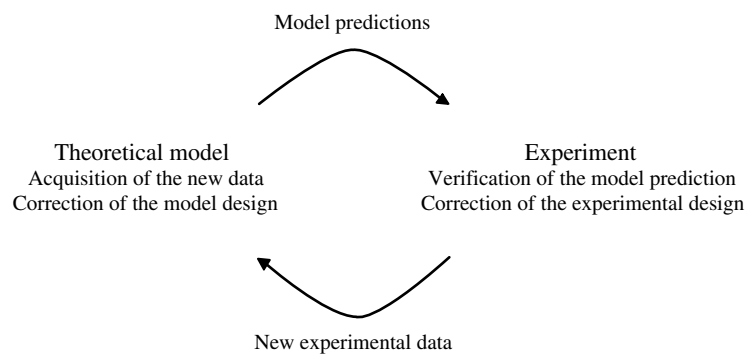 Model predictions
Theoretical model
Acquisition of the new data
Correction of the model design
Experiment
Verification of the model prediction
Correction of the experimental design
New experimental data